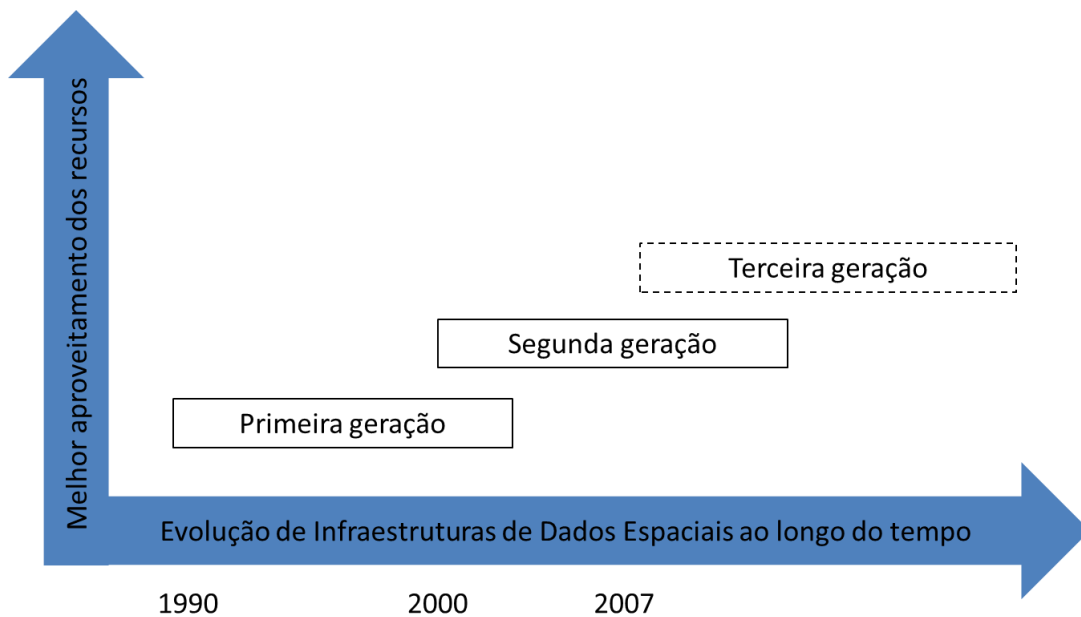 Melhor aproveitamento dos recursos
Terceira geração
Segunda geração
Primeira geração
Evolução de Infraestruturas de Dados Espaciais ao longo do tempo
1990 2000 2007